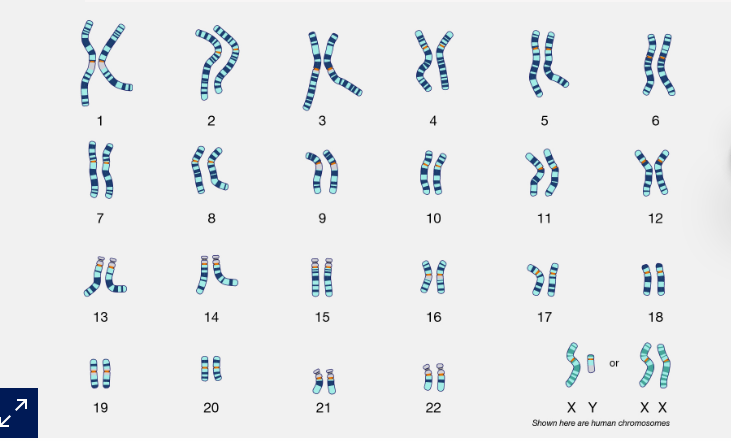 1 2 3 4 5 6
7 8 9 10 11 12
13 14 15 16 17 18
or
19 20 21 22 X Y X X
Shown here are human chromosomes